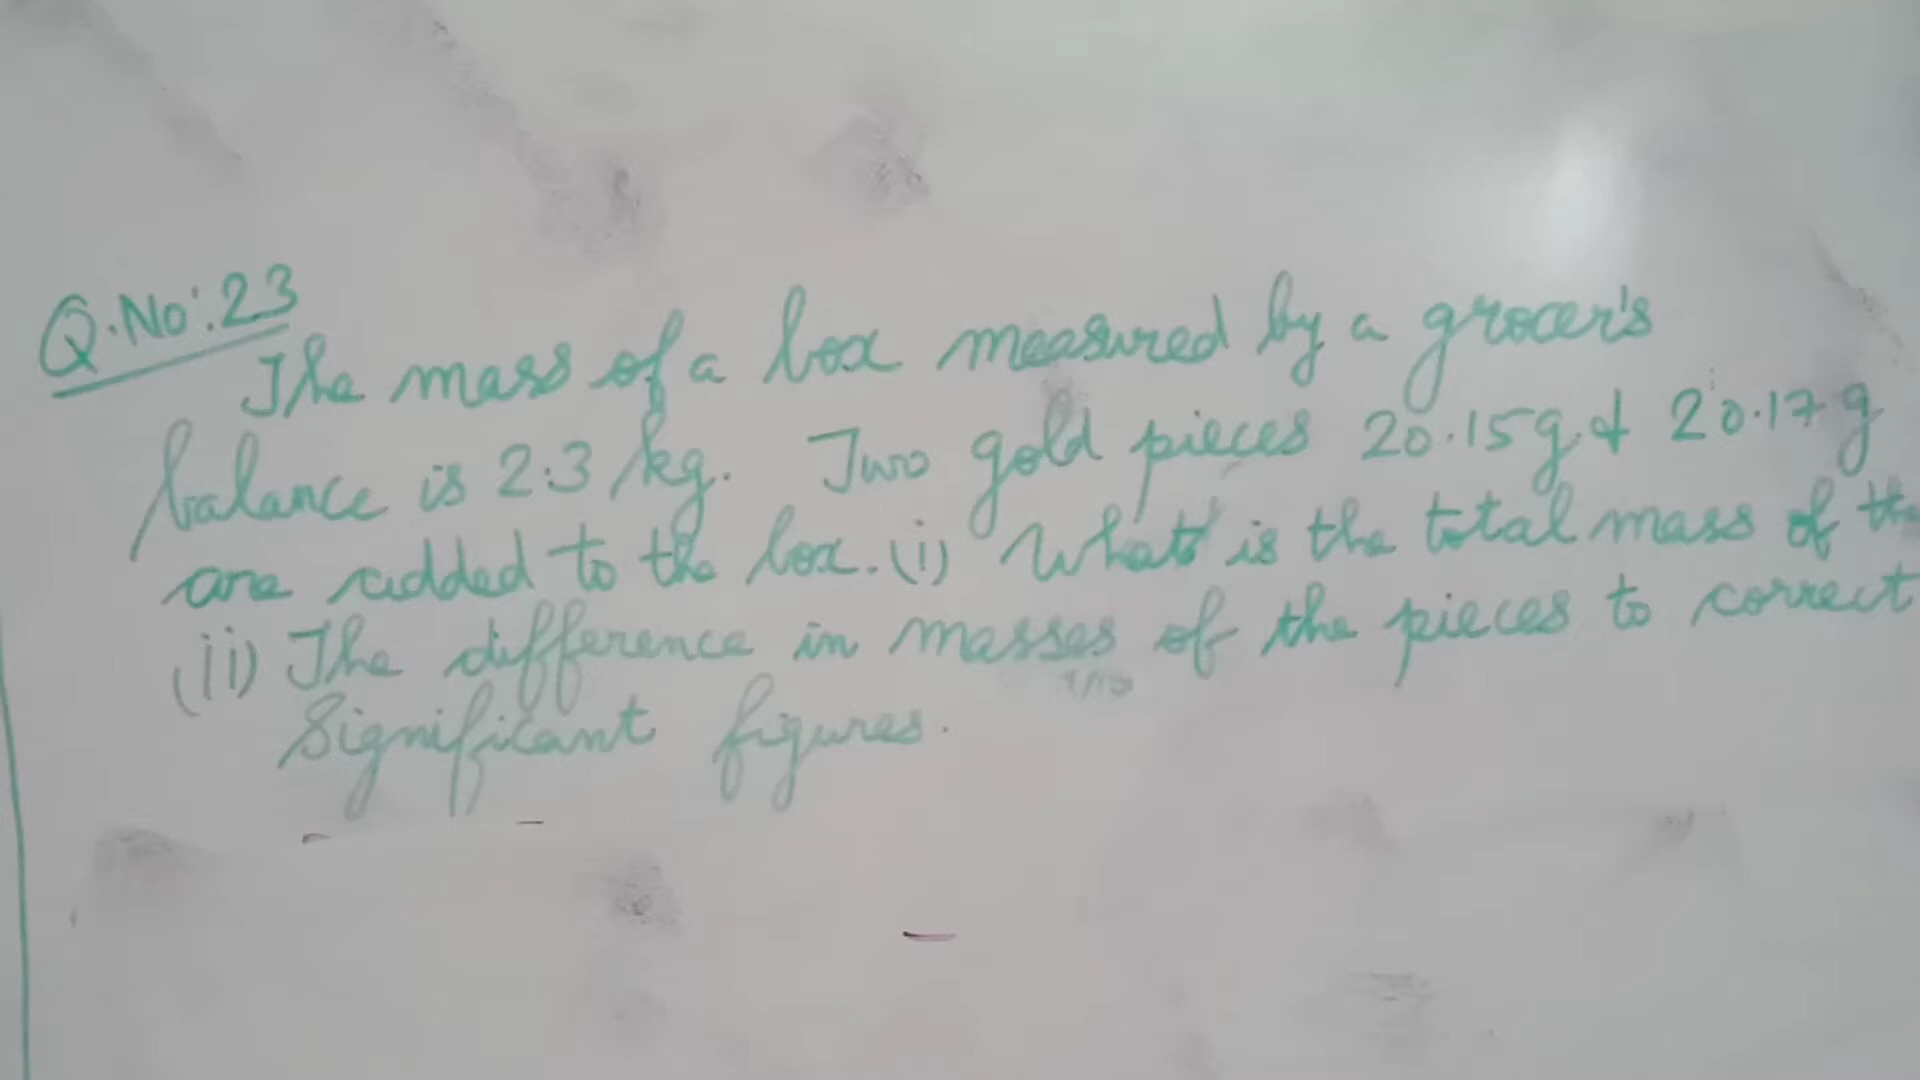 Q.No:23
The mass of a box measured by a grocer's
balance is 2.3 kg. Two gold pieces 20.15g & 20.17 g
are added to the box. (i) What is the total mass of the
(ii) The difference in masses of the pieces to correct
Significant figures.